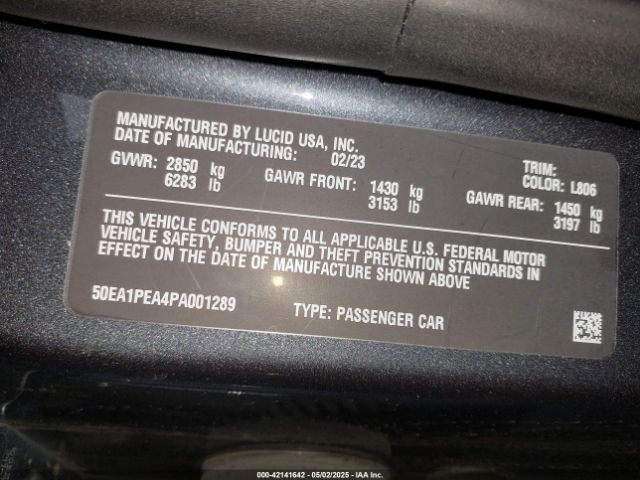 MANUFACTURED BY LUCID USA, INC.
DATE OF MANUFACTURING: 02/23
TRIM:
COLOR: L806
GVWR: 2850 kg
6283 lb
GAWR FRONT: 1430 kg
3153 lb
GAWR REAR: 1450 kg
3197 lb
THIS VEHICLE CONFORMS TO ALL APPLICABLE U.S. FEDERAL MOTOR
VEHICLE SAFETY, BUMPER AND THEFT PREVENTION STANDARDS IN
EFFECT ON THE DATE OF MANUFACTURE SHOWN ABOVE
50EA1PEA4PA001289
TYPE: PASSENGER CAR
000-42141642 - 05/02/2025 - IAA Inc.